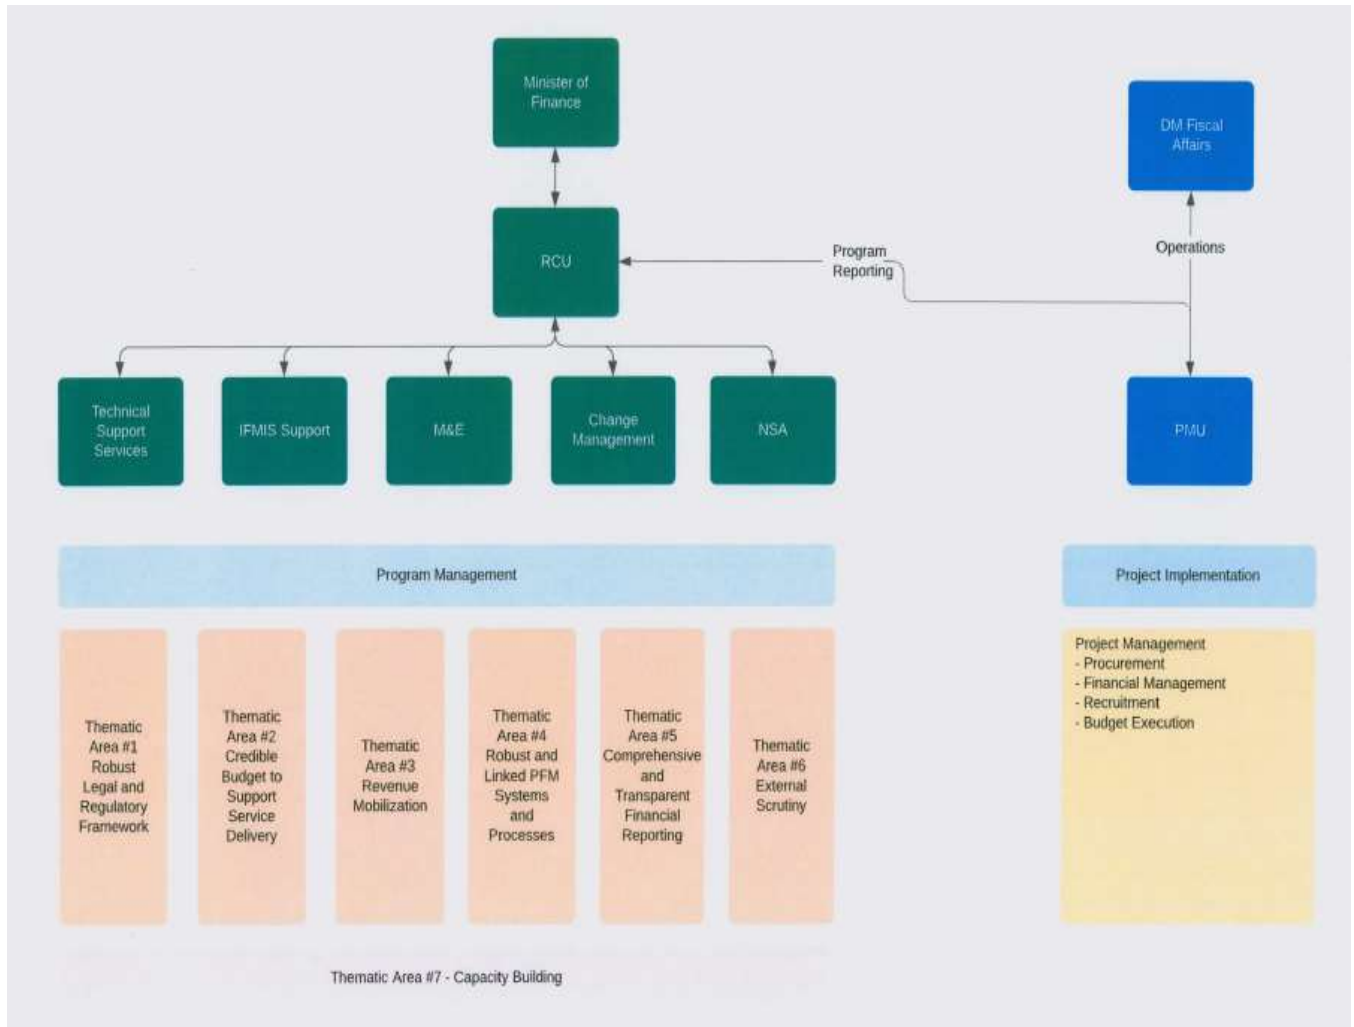 Minister of
Finance
DM Fiscal
Affairs
RCU
Program
Reporting
Operations
Technical
Support
Services
IFMIS Support
M&E
Change
Management
NSA
PMU
Program Management
Project Implementation
Thematic
Area #1
Robust
Legal and
Regulatory
Framework
Thematic
Area #2
Credible
Budget to
Support
Service
Delivery
Thematic
Area #3
Revenue
Mobilization
Thematic
Area #4
Robust and
Linked PFM
Systems
and
Processes
Thematic
Area #5
Comprehensive
and
Transparent
Financial
Reporting
Thematic
Area #6
External
Scrutiny
Project Management
- Procurement
- Financial Management
- Recruitment
- Budget Execution
Thematic Area #7 - Capacity Building